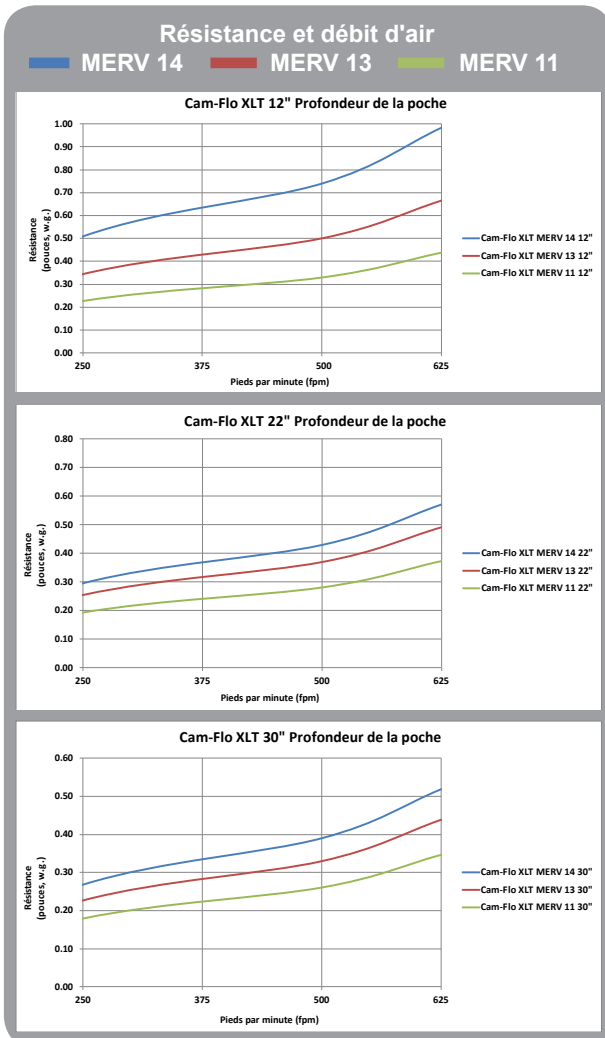 Résistance et débit d'air
MERV 14 MERV 13 MERV 11
Cam-Flo XLT 12" Profondeur de la poche
1.00
0.90
0.80
0.70
0.60
0.50
0.40
0.30
0.20
0.10
0.00
Résistance
(pouces, w.g.)
250 375 500 625
Pieds par minute (fpm)
Cam-Flo XLT MERV 14 12"
Cam-Flo XLT MERV 13 12"
Cam-Flo XLT MERV 11 12"
Cam-Flo XLT 22" Profondeur de la poche
0.80
0.70
0.60
0.50
0.40
0.30
0.20
0.10
0.00
Résistance
(pouces, w.g.)
250 375 500 625
Pieds par minute (fpm)
Cam-Flo XLT MERV 14 22"
Cam-Flo XLT MERV 13 22"
Cam-Flo XLT MERV 11 22"
Cam-Flo XLT 30" Profondeur de la poche
0.60
0.50
0.40
0.30
0.20
0.10
0.00
Résistance
(pouces, w.g.)
250 375 500 625
Pieds par minute (fpm)
Cam-Flo XLT MERV 14 30"
Cam-Flo XLT MERV 13 30"
Cam-Flo XLT MERV 11 30"